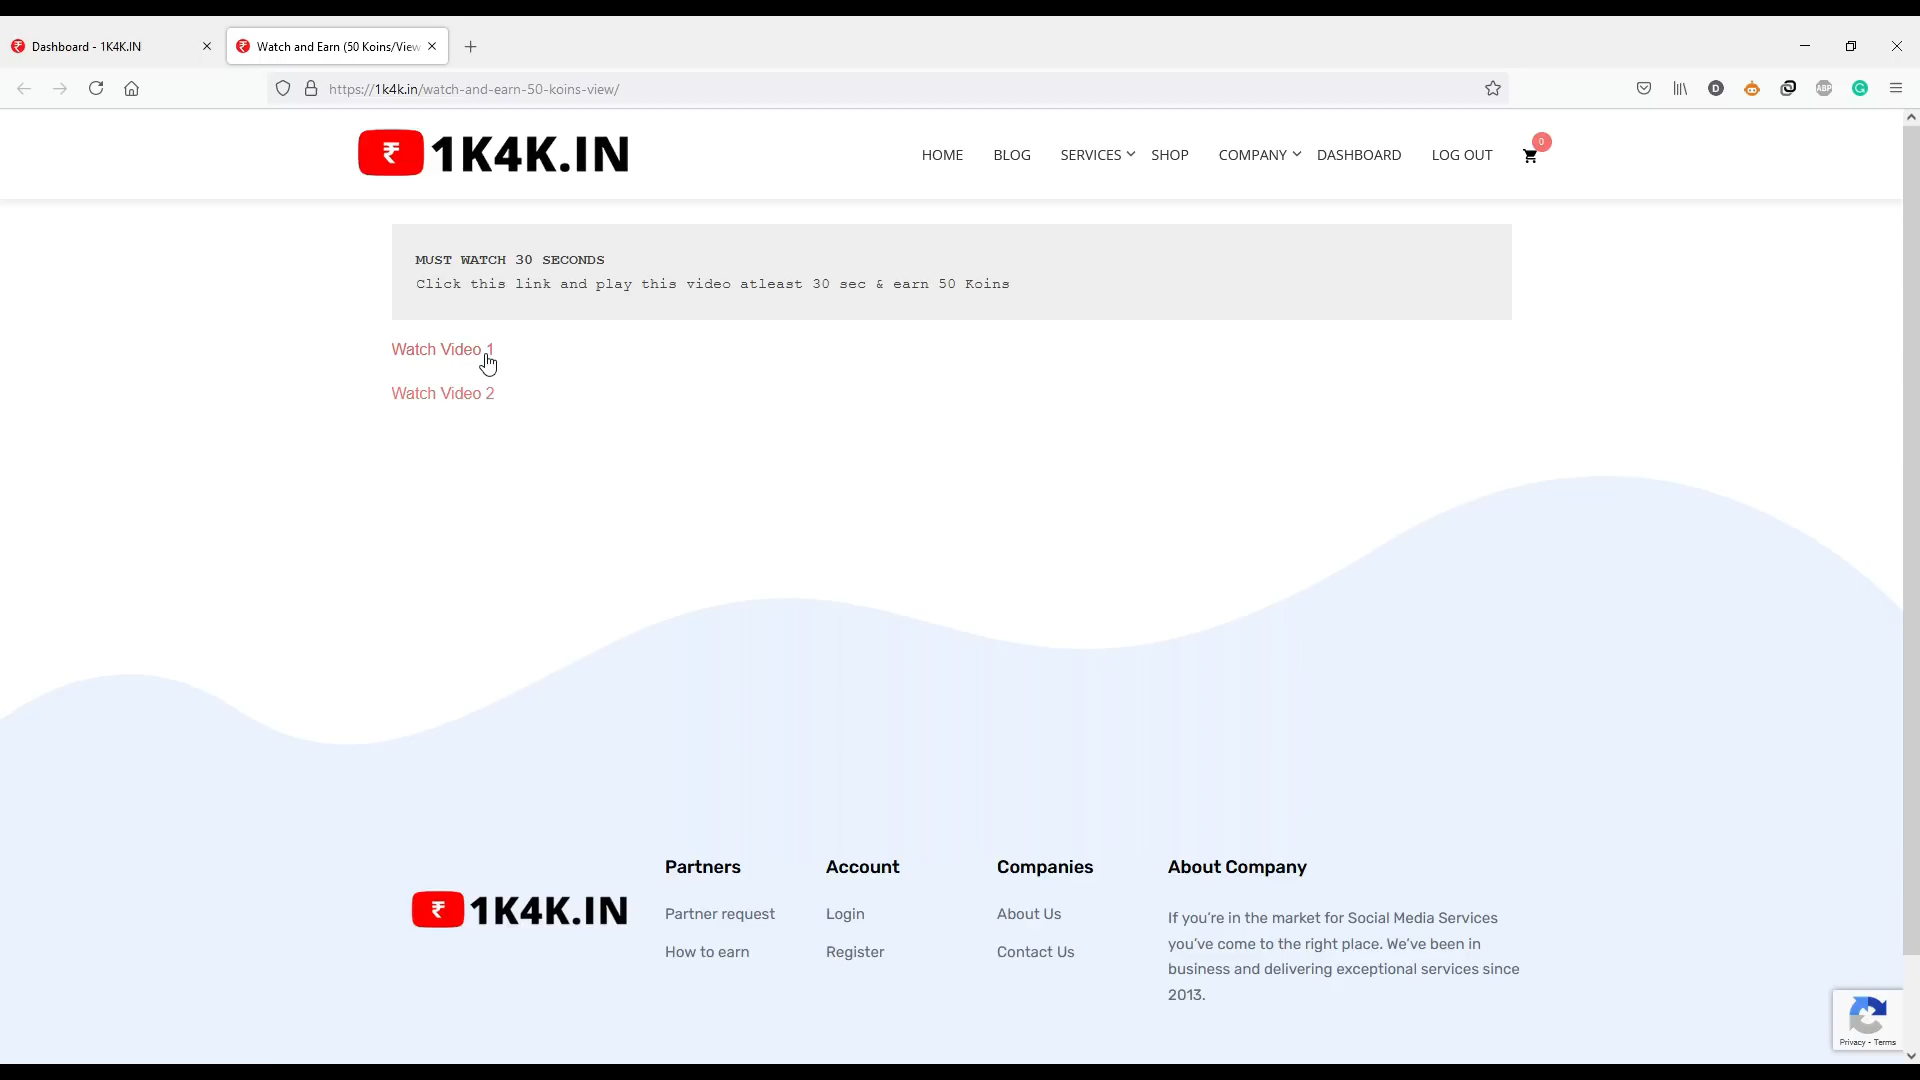 Dashboard - 1K4K.IN
Watch and Earn (50 Koins/View
https://1k4k.in/watch-and-earn-50-koins-view/
D
ABP
₹ 1K4K.IN
HOME BLOG SERVICES SHOP COMPANY DASHBOARD LOG OUT 0
MUST WATCH 30 SECONDS
Click this link and play this video atleast 30 sec & earn 50 Koins
Watch Video 1
Watch Video 2
₹ 1K4K.IN
Partners
Partner request
How to earn
Account
Login
Register
Companies
About Us
Contact Us
About Company
If you're in the market for Social Media Services
you've come to the right place. We've been in
business and delivering exceptional services since
2013.
Privacy - Terms